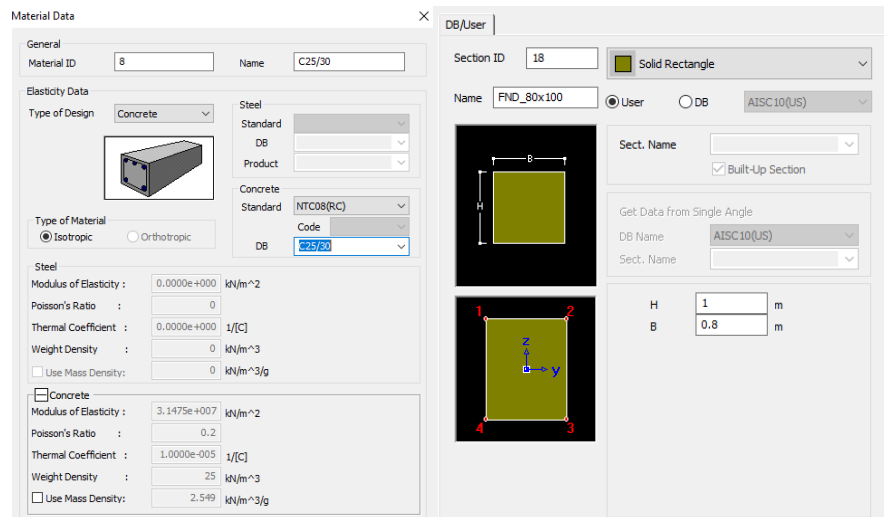 Material Data
General
Material ID 8 Name C25/30
Elasticity Data
Type of Design Concrete
Steel
Standard
DB
Product
Concrete
Standard NTC08(RC)
Code
DB C25/30
Type of Material
Isotropic Orthotropic
Steel
Modulus of Elasticity : 0.0000e+000 kN/m^2
Poisson's Ratio : 0
Thermal Coefficient : 0.0000e+000 1/[C]
Weight Density : 0 kN/m^3
Use Mass Density: 0 kN/m^3/g
Concrete
Modulus of Elasticity : 3.1475e+007 kN/m^2
Poisson's Ratio : 0.2
Thermal Coefficient : 1.0000e-005 1/[C]
Weight Density : 25 kN/m^3
Use Mass Density: 2.549 kN/m^3/g
DB/User
Section ID 18 Solid Rectangle
Name FND_80x100 User DB AISC10(US)
B
H
Sect. Name
Built-Up Section
Get Data from Single Angle
DB Name AISC10(US)
Sect. Name
1 2
z
y
4 3
H 1 m
B 0.8 m